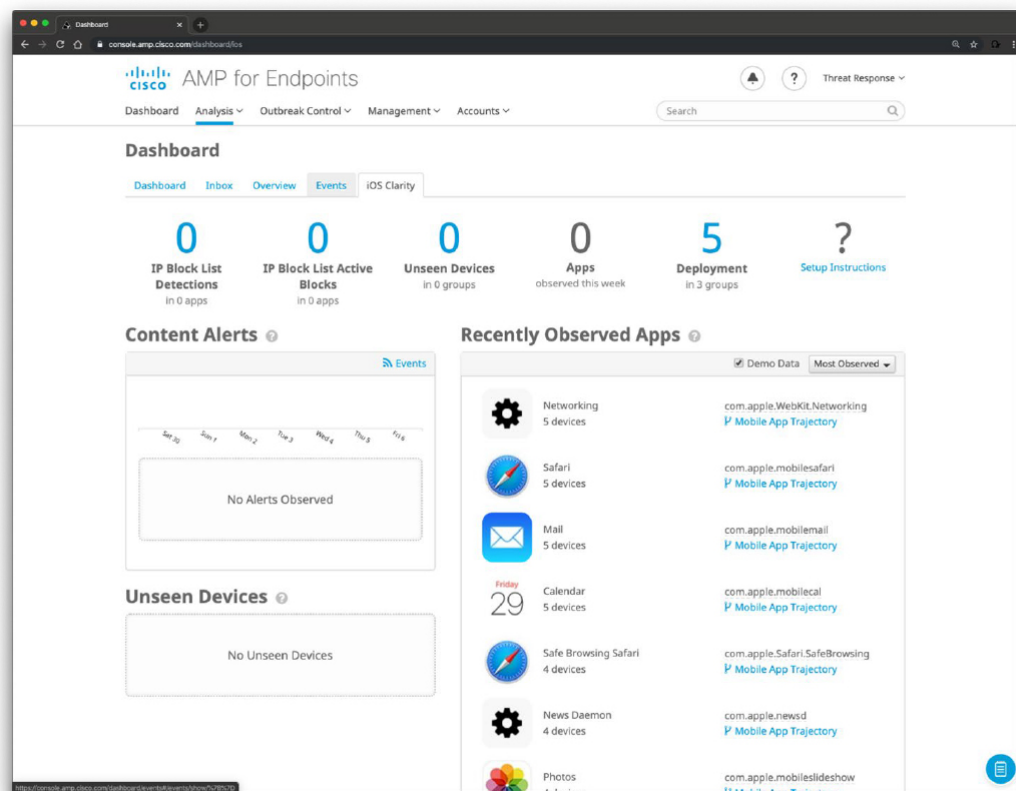 Dashboard
console.amp.cisco.com/dashboard/ios
CISCO
AMP for Endpoints
Threat Response
Dashboard Analysis Outbreak Control Management Accounts
Search
Dashboard
Dashboard Inbox Overview Events iOS Clarity
0 0 0 0 5 ?
IP Block List IP Block List Active Unseen Devices Apps Deployment Setup Instructions
Detections Blocks in 0 groups observed this week in 3 groups
in 0 apps in 0 apps
Content Alerts ?
Events
Sat 30 Sun 1 Mon 2 Tue 3 Wed 4 Thu 5 Fri 6
No Alerts Observed
Unseen Devices ?
No Unseen Devices
Recently Observed Apps ?
Demo Data Most Observed
Networking com.apple.WebKit.Networking
5 devices Mobile App Trajectory
Safari com.apple.mobilesafari
5 devices Mobile App Trajectory
Mail com.apple.mobilemail
5 devices Mobile App Trajectory
Friday
29
Calendar com.apple.mobilecal
5 devices Mobile App Trajectory
Safe Browsing Safari com.apple.Safari.SafeBrowsing
4 devices Mobile App Trajectory
News Daemon com.apple.newsd
4 devices Mobile App Trajectory
Photos com.apple.mobileslideshow
https://console.amp.cisco.com/dashboard/events#/events/show/%7B%7D